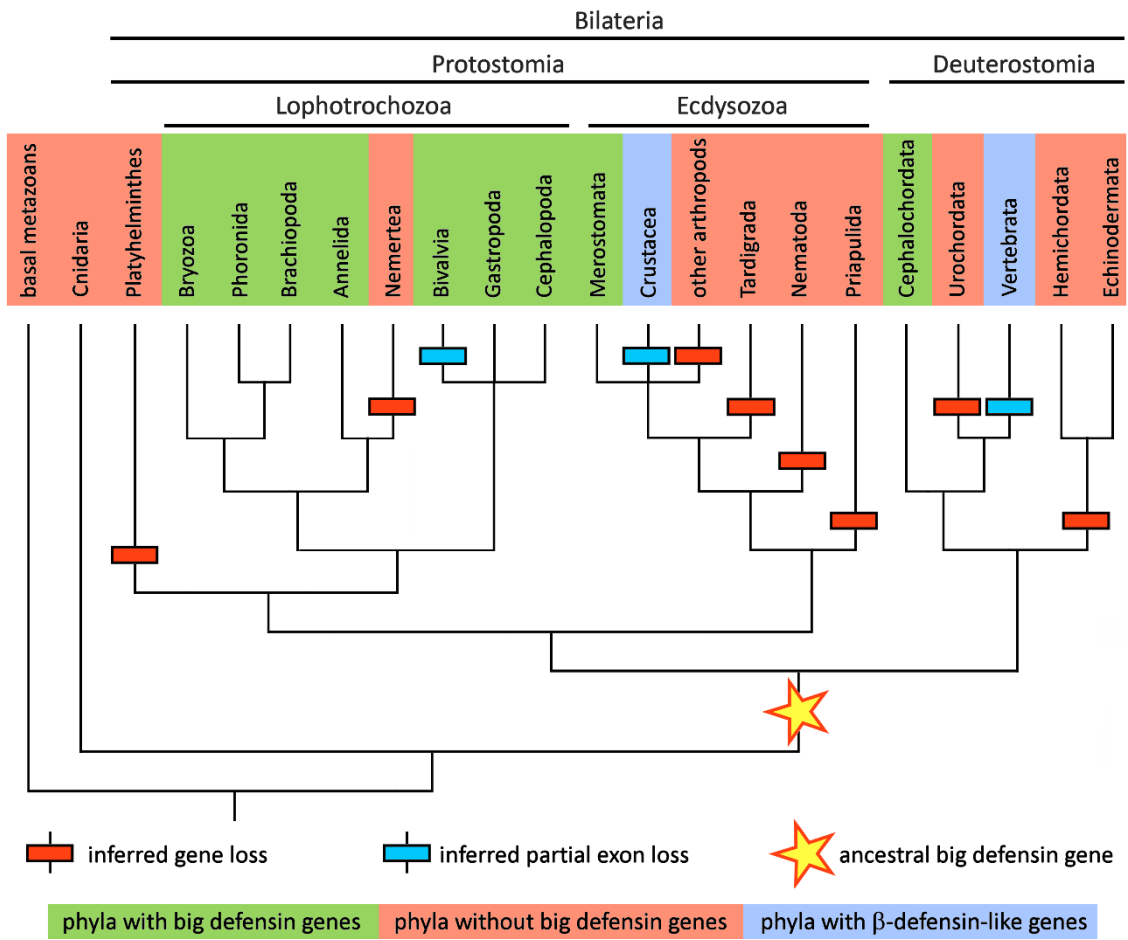 Bilateria
Protostomia
Deuterostomia
Lophotrochozoa
Ecdysozoa
basal metazoans
Cnidaria
Platyhelminthes
Bryozoa
Phoronida
Brachiopoda
Annelida
Nemertea
Bivalvia
Gastropoda
Cephalopoda
Merostomata
Crustacea
other arthropods
Tardigrada
Nematoda
Priapulida
Cephalochordata
Urochordata
Vertebrata
Hemichordata
Echinodermata
inferred gene loss
inferred partial exon loss
ancestral big defensin gene
phyla with big defensin genes
phyla without big defensin genes
phyla with β-defensin-like genes